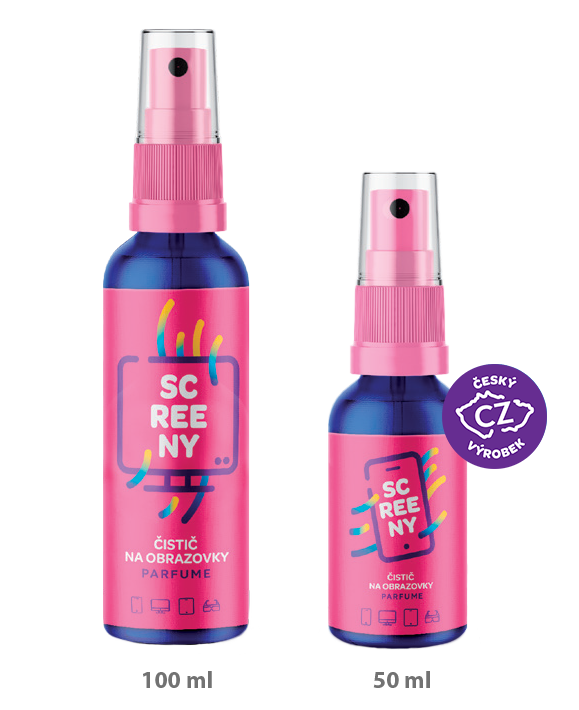 SC
REE
NY
ČISTIČ
NA OBRAZOVKY
PARFUME
100 ml
SC
REE
NY
ČISTIČ
NA OBRAZOVKY
PARFUME
50 ml
ČESKÝ
CZ
VÝROBEK